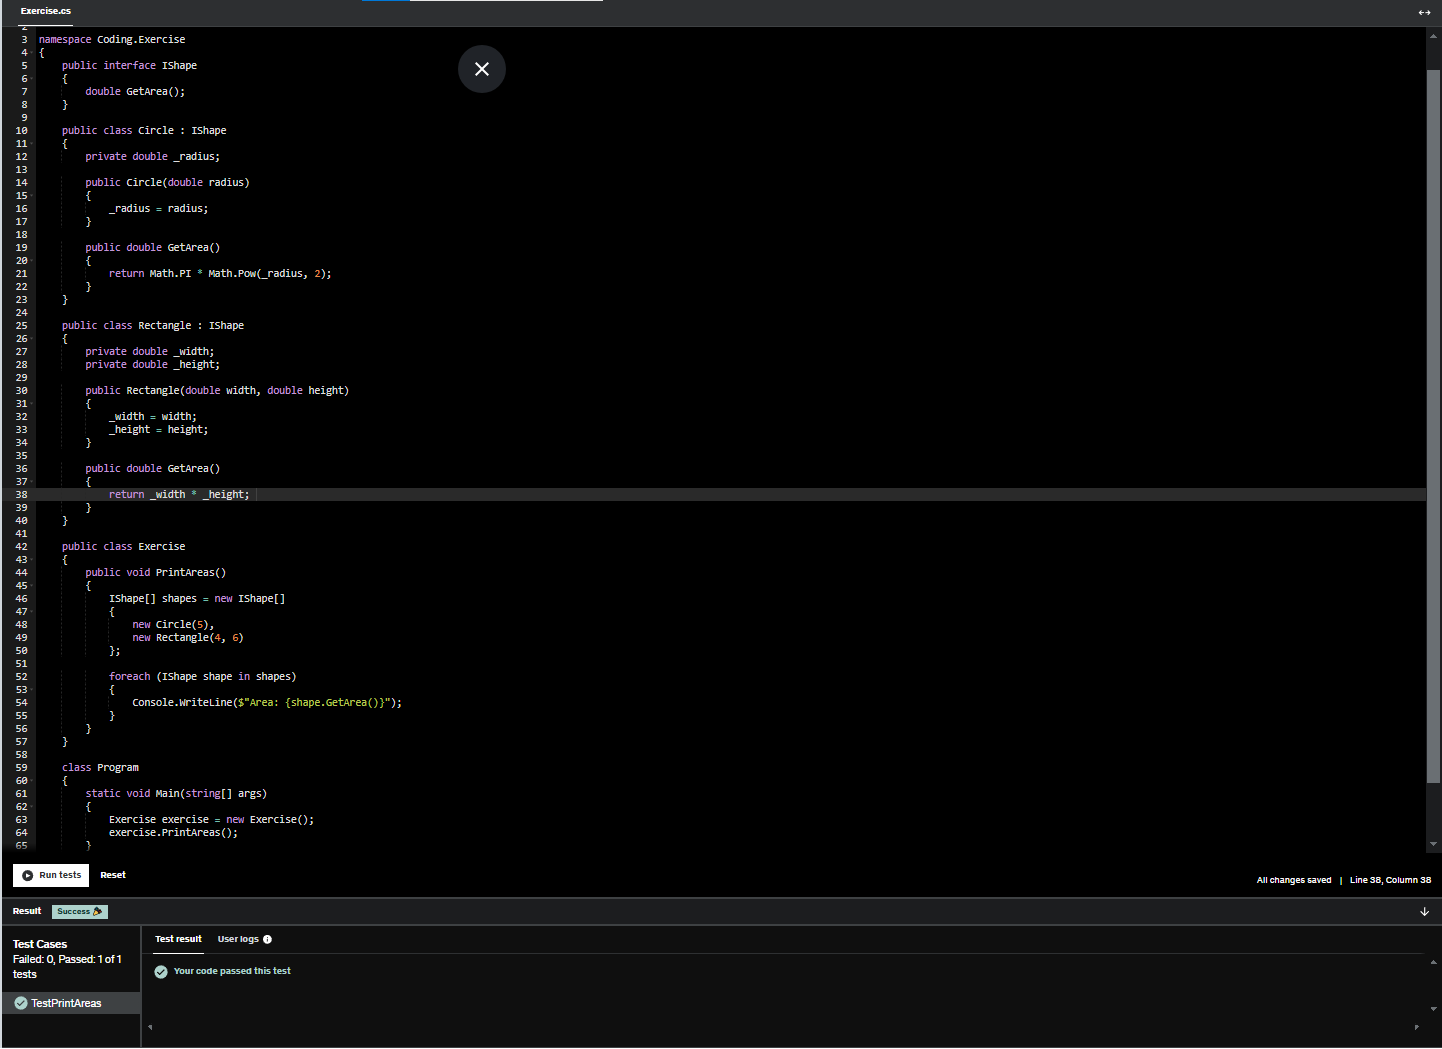 Exercise.cs
2
3 namespace Coding.Exercise
4 {
5 public interface IShape
6 {
7 double GetArea();
8 }
9
10 public class Circle : IShape
11 {
12 private double _radius;
13
14 public Circle(double radius)
15 {
16 _radius = radius;
17 }
18
19 public double GetArea()
20 {
21 return Math.PI * Math.Pow(_radius, 2);
22 }
23 }
24
25 public class Rectangle : IShape
26 {
27 private double _width;
28 private double _height;
29
30 public Rectangle(double width, double height)
31 {
32 _width = width;
33 _height = height;
34 }
35
36 public double GetArea()
37 {
38 return _width * _height;
39 }
40 }
41
42 public class Exercise
43 {
44 public void PrintAreas()
45 {
46 IShape[] shapes = new IShape[]
47 {
48 new Circle(5),
49 new Rectangle(4, 6)
50 };
51
52 foreach (IShape shape in shapes)
53 {
54 Console.WriteLine($"Area: {shape.GetArea()}");
55 }
56 }
57 }
58
59 class Program
60 {
61 static void Main(string[] args)
62 {
63 Exercise exercise = new Exercise();
64 exercise.PrintAreas();
65 }
Run tests Reset
All changes saved | Line 38, Column 38
Result Success
Test Cases
Failed: 0, Passed: 1 of 1
tests
TestPrintAreas
Test result User logs
Your code passed this test